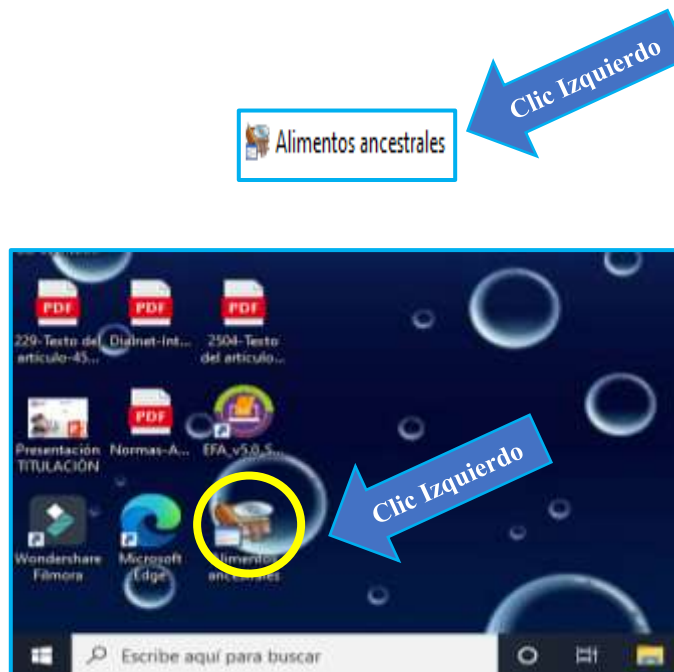 Clic Izquierdo
Alimentos ancestrales
PDF PDF PDF
229-Texto del artículo-45...
Dialnet-Int...
2504-Texto del artículo...
PDF
Presentación TITULACIÓN
Normas-A...
EFA_v5.0_S...
Clic Izquierdo
Wondershare Filmora
Microsoft Edge
Alimentos ancestrales
Escribe aquí para buscar